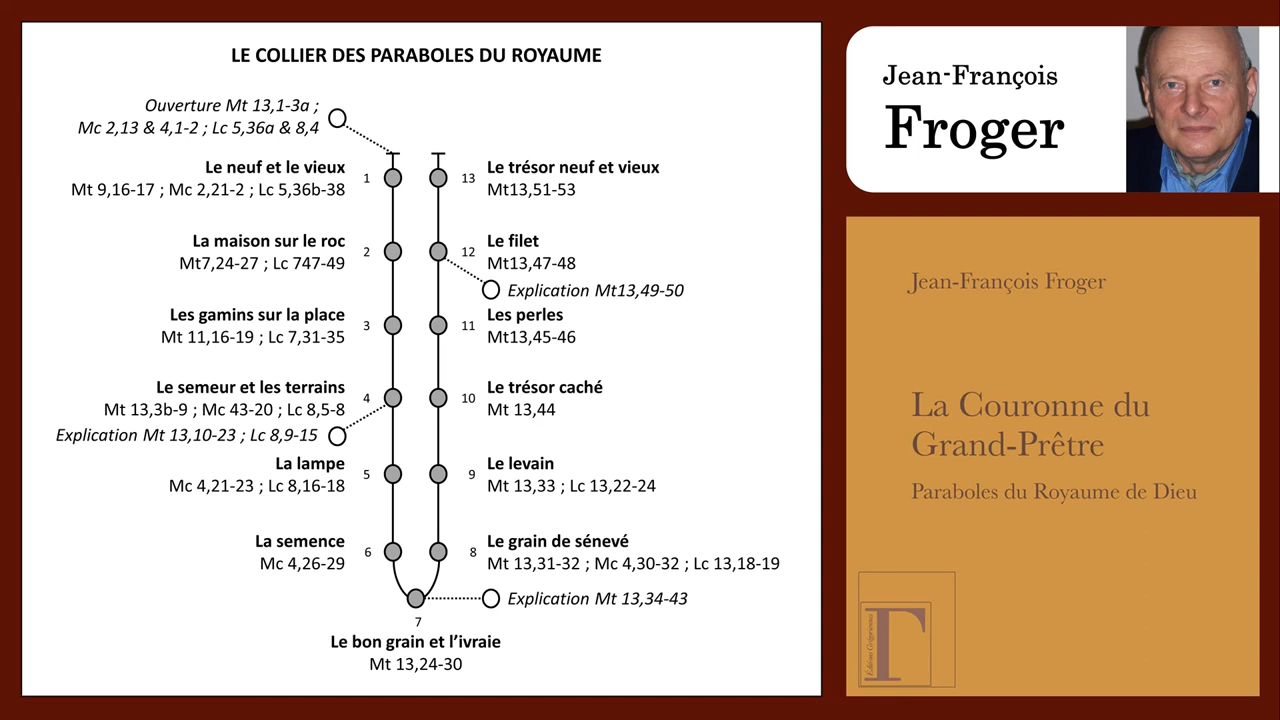 LE COLLIER DES PARABOLES DU ROYAUME
Ouverture Mt 13,1-3a ;
Mc 2,13 & 4,1-2 ; Lc 5,36a & 8,4
Le neuf et le vieux
Mt 9,16-17 ; Mc 2,21-2 ; Lc 5,36b-38
1
La maison sur le roc
Mt7,24-27 ; Lc 747-49
2
Les gamins sur la place
Mt 11,16-19 ; Lc 7,31-35
3
Le semeur et les terrains
Mt 13,3b-9 ; Mc 43-20 ; Lc 8,5-8
4
Explication Mt 13,10-23 ; Lc 8,9-15
La lampe
Mc 4,21-23 ; Lc 8,16-18
5
La semence
Mc 4,26-29
6
7
Le bon grain et l’ivraie
Mt 13,24-30
Explication Mt 13,34-43
8
Le grain de sénevé
Mt 13,31-32 ; Mc 4,30-32 ; Lc 13,18-19
9
Le levain
Mt 13,33 ; Lc 13,22-24
10
Le trésor caché
Mt 13,44
11
Les perles
Mt13,45-46
12
Le filet
Mt13,47-48
Explication Mt13,49-50
13
Le trésor neuf et vieux
Mt13,51-53
Jean-François
Froger
Jean-François Froger
La Couronne du
Grand-Prêtre
Paraboles du Royaume de Dieu
Éditions Grégoriennes
Γ